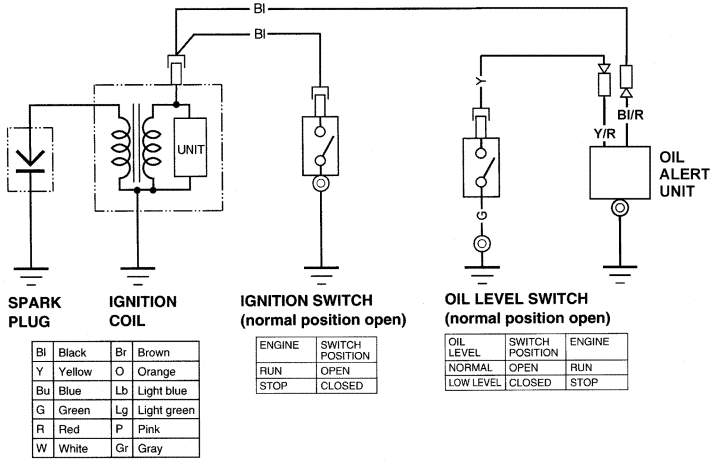 Bl
Bl
Y
Bl/R
Y/R
UNIT
OIL
ALERT
UNIT
G
SPARK
PLUG
IGNITION
COIL
IGNITION SWITCH
(normal position open)
OIL LEVEL SWITCH
(normal position open)
ENGINE SWITCH POSITION
RUN OPEN
STOP CLOSED
OIL LEVEL SWITCH POSITION ENGINE
NORMAL OPEN RUN
LOW LEVEL CLOSED STOP
Bl Black Br Brown
Y Yellow O Orange
Bu Blue Lb Light blue
G Green Lg Light green
R Red P Pink
W White Gr Gray